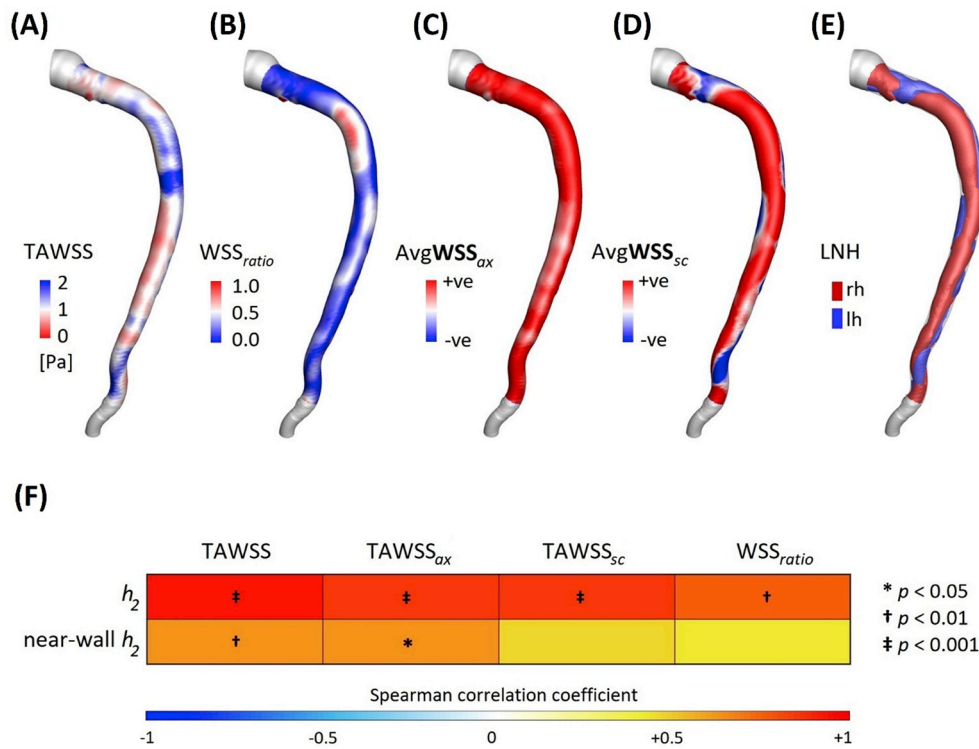 (A) (B) (C) (D) (E)
TAWSS
2
1
0
[Pa]
WSSratio
1.0
0.5
0.0
AvgWSSax
+ve
-ve
AvgWSSsc
+ve
-ve
LNH
rh
lh
(F)
TAWSS TAWSSax TAWSSsc WSSratio
h2 ‡ ‡ ‡ †
near-wall h2 † *
* p < 0.05
† p < 0.01
‡ p < 0.001
Spearman correlation coefficient
-1 -0.5 0 +0.5 +1